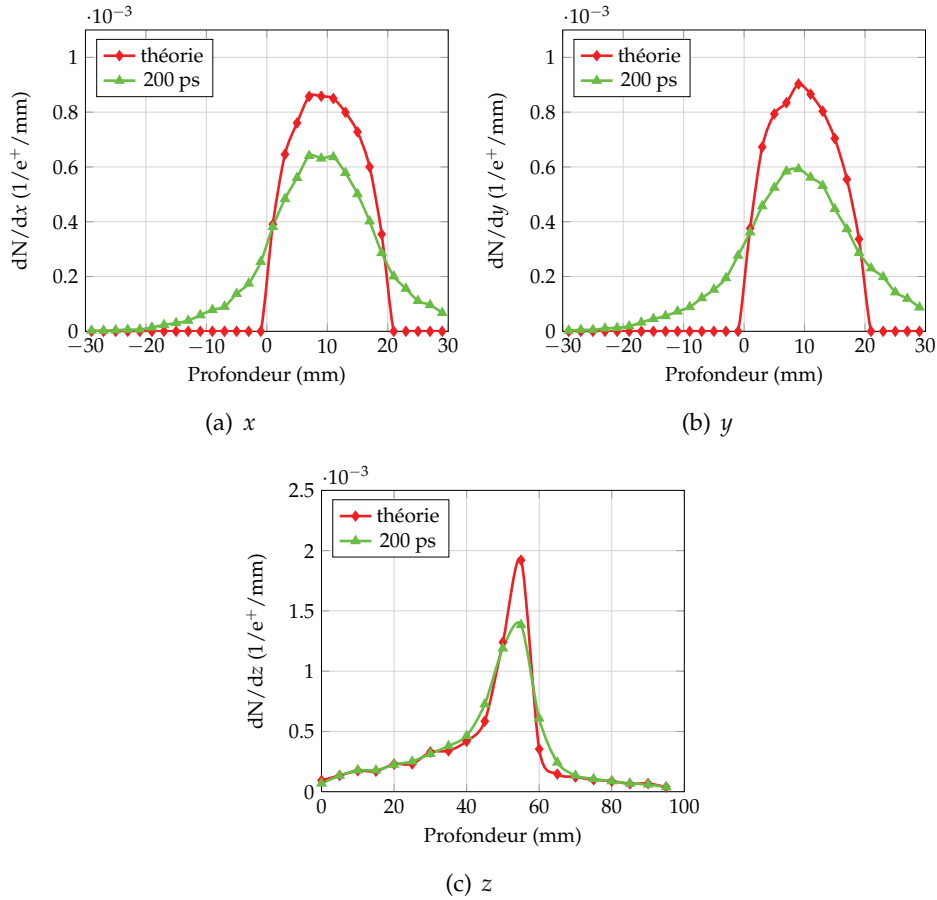 ·10−3
1
0.8
0.6
0.4
0.2
0
dN/dx (1/e+/mm)
théorie
200 ps
−30 −20 −10 0 10 20 30
Profondeur (mm)
(a) x
·10−3
1
0.8
0.6
0.4
0.2
0
dN/dy (1/e+/mm)
théorie
200 ps
−30 −20 −10 0 10 20 30
Profondeur (mm)
(b) y
·10−3
2.5
2
1.5
1
0.5
0
dN/dz (1/e+/mm)
théorie
200 ps
0 20 40 60 80 100
Profondeur (mm)
(c) z